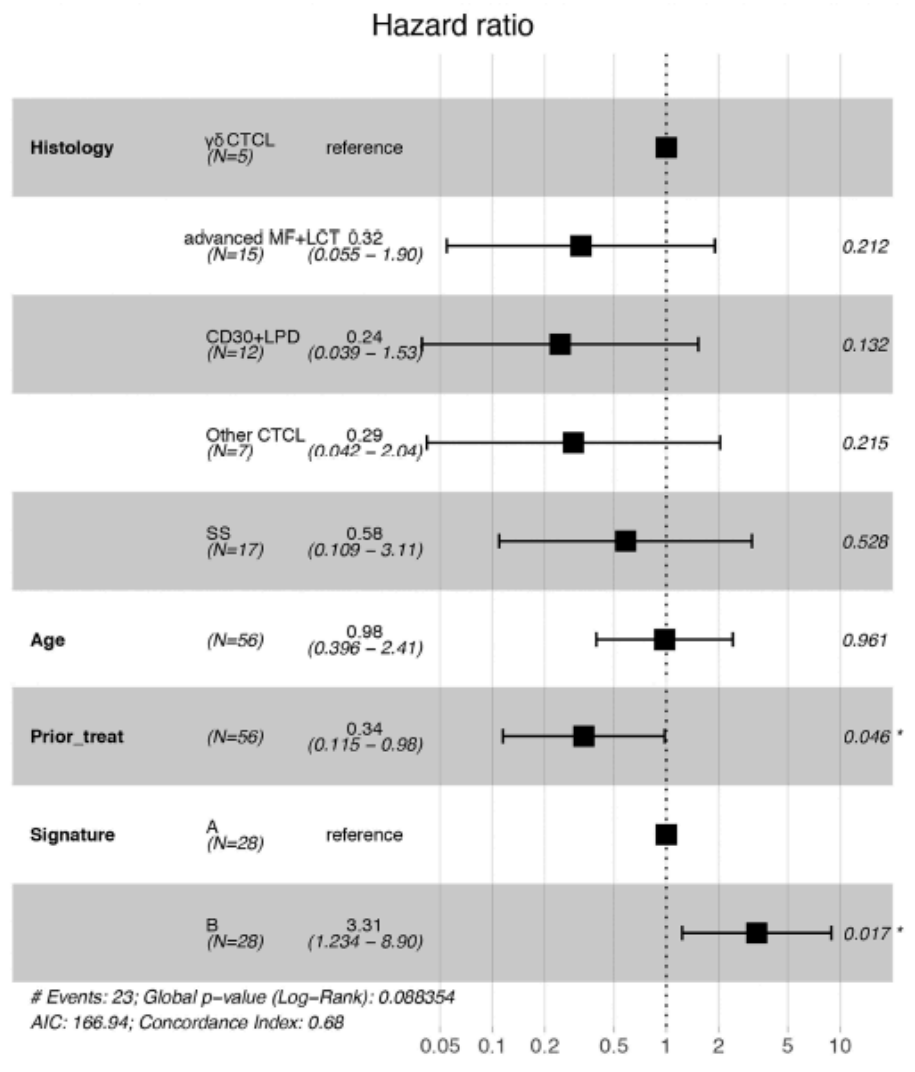 Hazard ratio
Histology γδ CTCL reference
(N=5)
advanced MF+LCT 0.32
(N=15) (0.055 – 1.90) 0.212
CD30+LPD 0.24
(N=12) (0.039 – 1.53) 0.132
Other CTCL 0.29
(N=7) (0.042 – 2.04) 0.215
SS 0.58
(N=17) (0.109 – 3.11) 0.528
Age (N=56) 0.98
(0.396 – 2.41) 0.961
Prior_treat (N=56) 0.34
(0.115 – 0.98) 0.046 *
Signature A reference
(N=28)
B 3.31
(N=28) (1.234 – 8.90) 0.017 *
# Events: 23; Global p−value (Log−Rank): 0.088354
AIC: 166.94; Concordance Index: 0.68
0.05 0.1 0.2 0.5 1 2 5 10